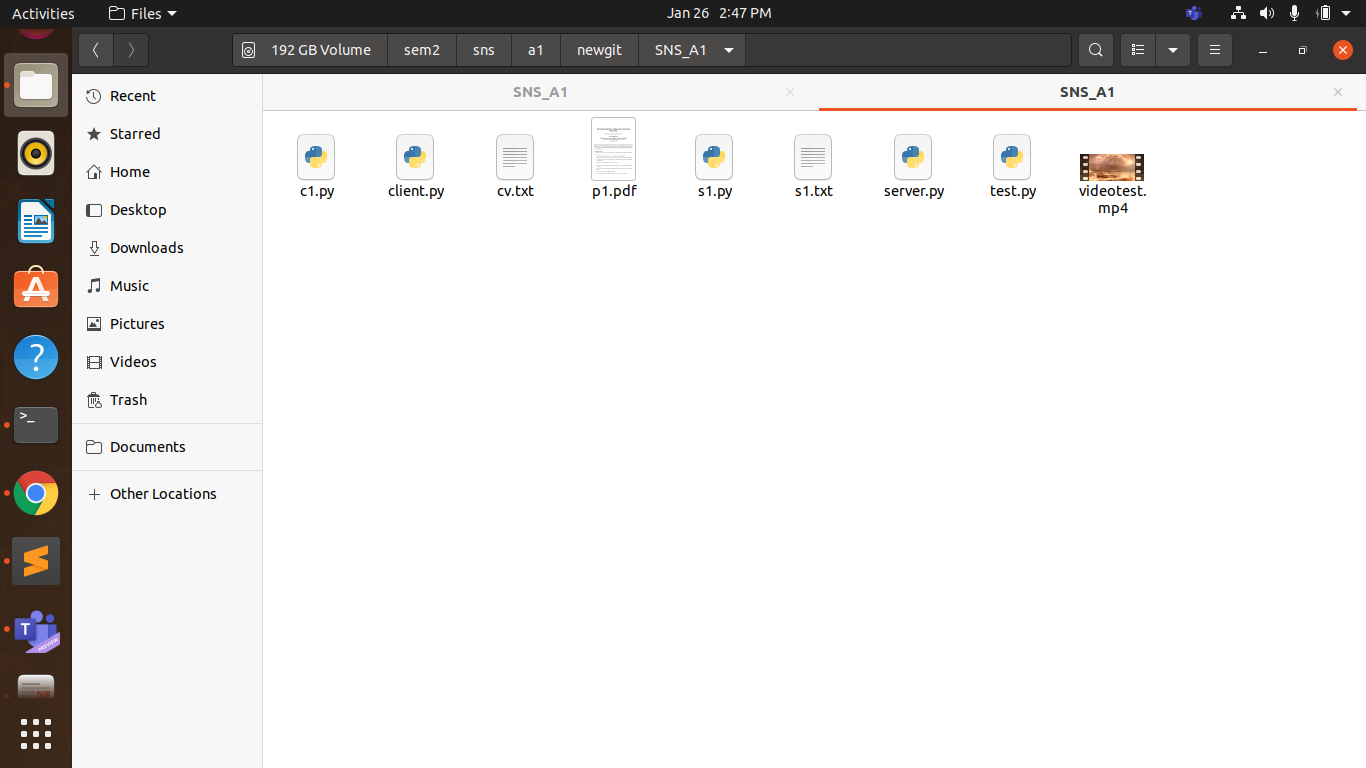 Activities
Files
Jan 26 2:47 PM
192 GB Volume
sem2
sns
a1
newgit
SNS_A1
Recent
Starred
Home
Desktop
Downloads
Music
Pictures
Videos
Trash
Documents
Other Locations
SNS_A1
SNS_A1
c1.py
client.py
cv.txt
p1.pdf
s1.py
s1.txt
server.py
test.py
videotest.
mp4
>_
?
T
PREVIEW